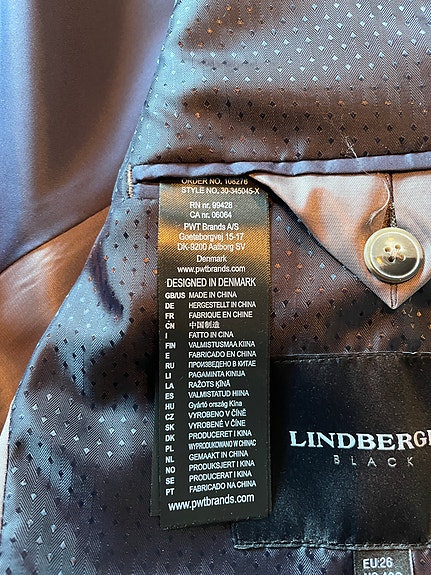 ORDER NO. 108276
STYLE NO. 30-345045-X
RN nr. 99428
CA nr. 06064
PWT Brands A/S
Goeteborgvej 15-17
DK-9200 Aalborg SV
Denmark
www.pwtbrands.com
DESIGNED IN DENMARK
GB/US MADE IN CHINA
DE HERGESTELLT IN CHINA
FR FABRIQUE EN CHINE
CN 中国制造
I FATTO IN CINA
FIN VALMISTUSMAA KIINA
E FABRICADO EN CHINA
RU ПРОИЗВЕДЕНО В КИТАЕ
LI PAGAMINTA KINIJA
LA RAŽOTS ĶĪNĀ
ES VALMISTATUD HIINA
HU Gyártó ország Kína
CZ VYROBENO V ČÍNĚ
SK VYROBENÉ V ČÍNE
DK PRODUCERET I KINA
PL WYPRODUKOWANO W CHINAC
NL GEMAAKT IN CHINA
NO PRODUKSJERT I KINA
SE PRODUCERAT I KINA
PT FABRICADO NA CHINA
www.pwtbrands.com
LINDBERG
BLACK
EU:26